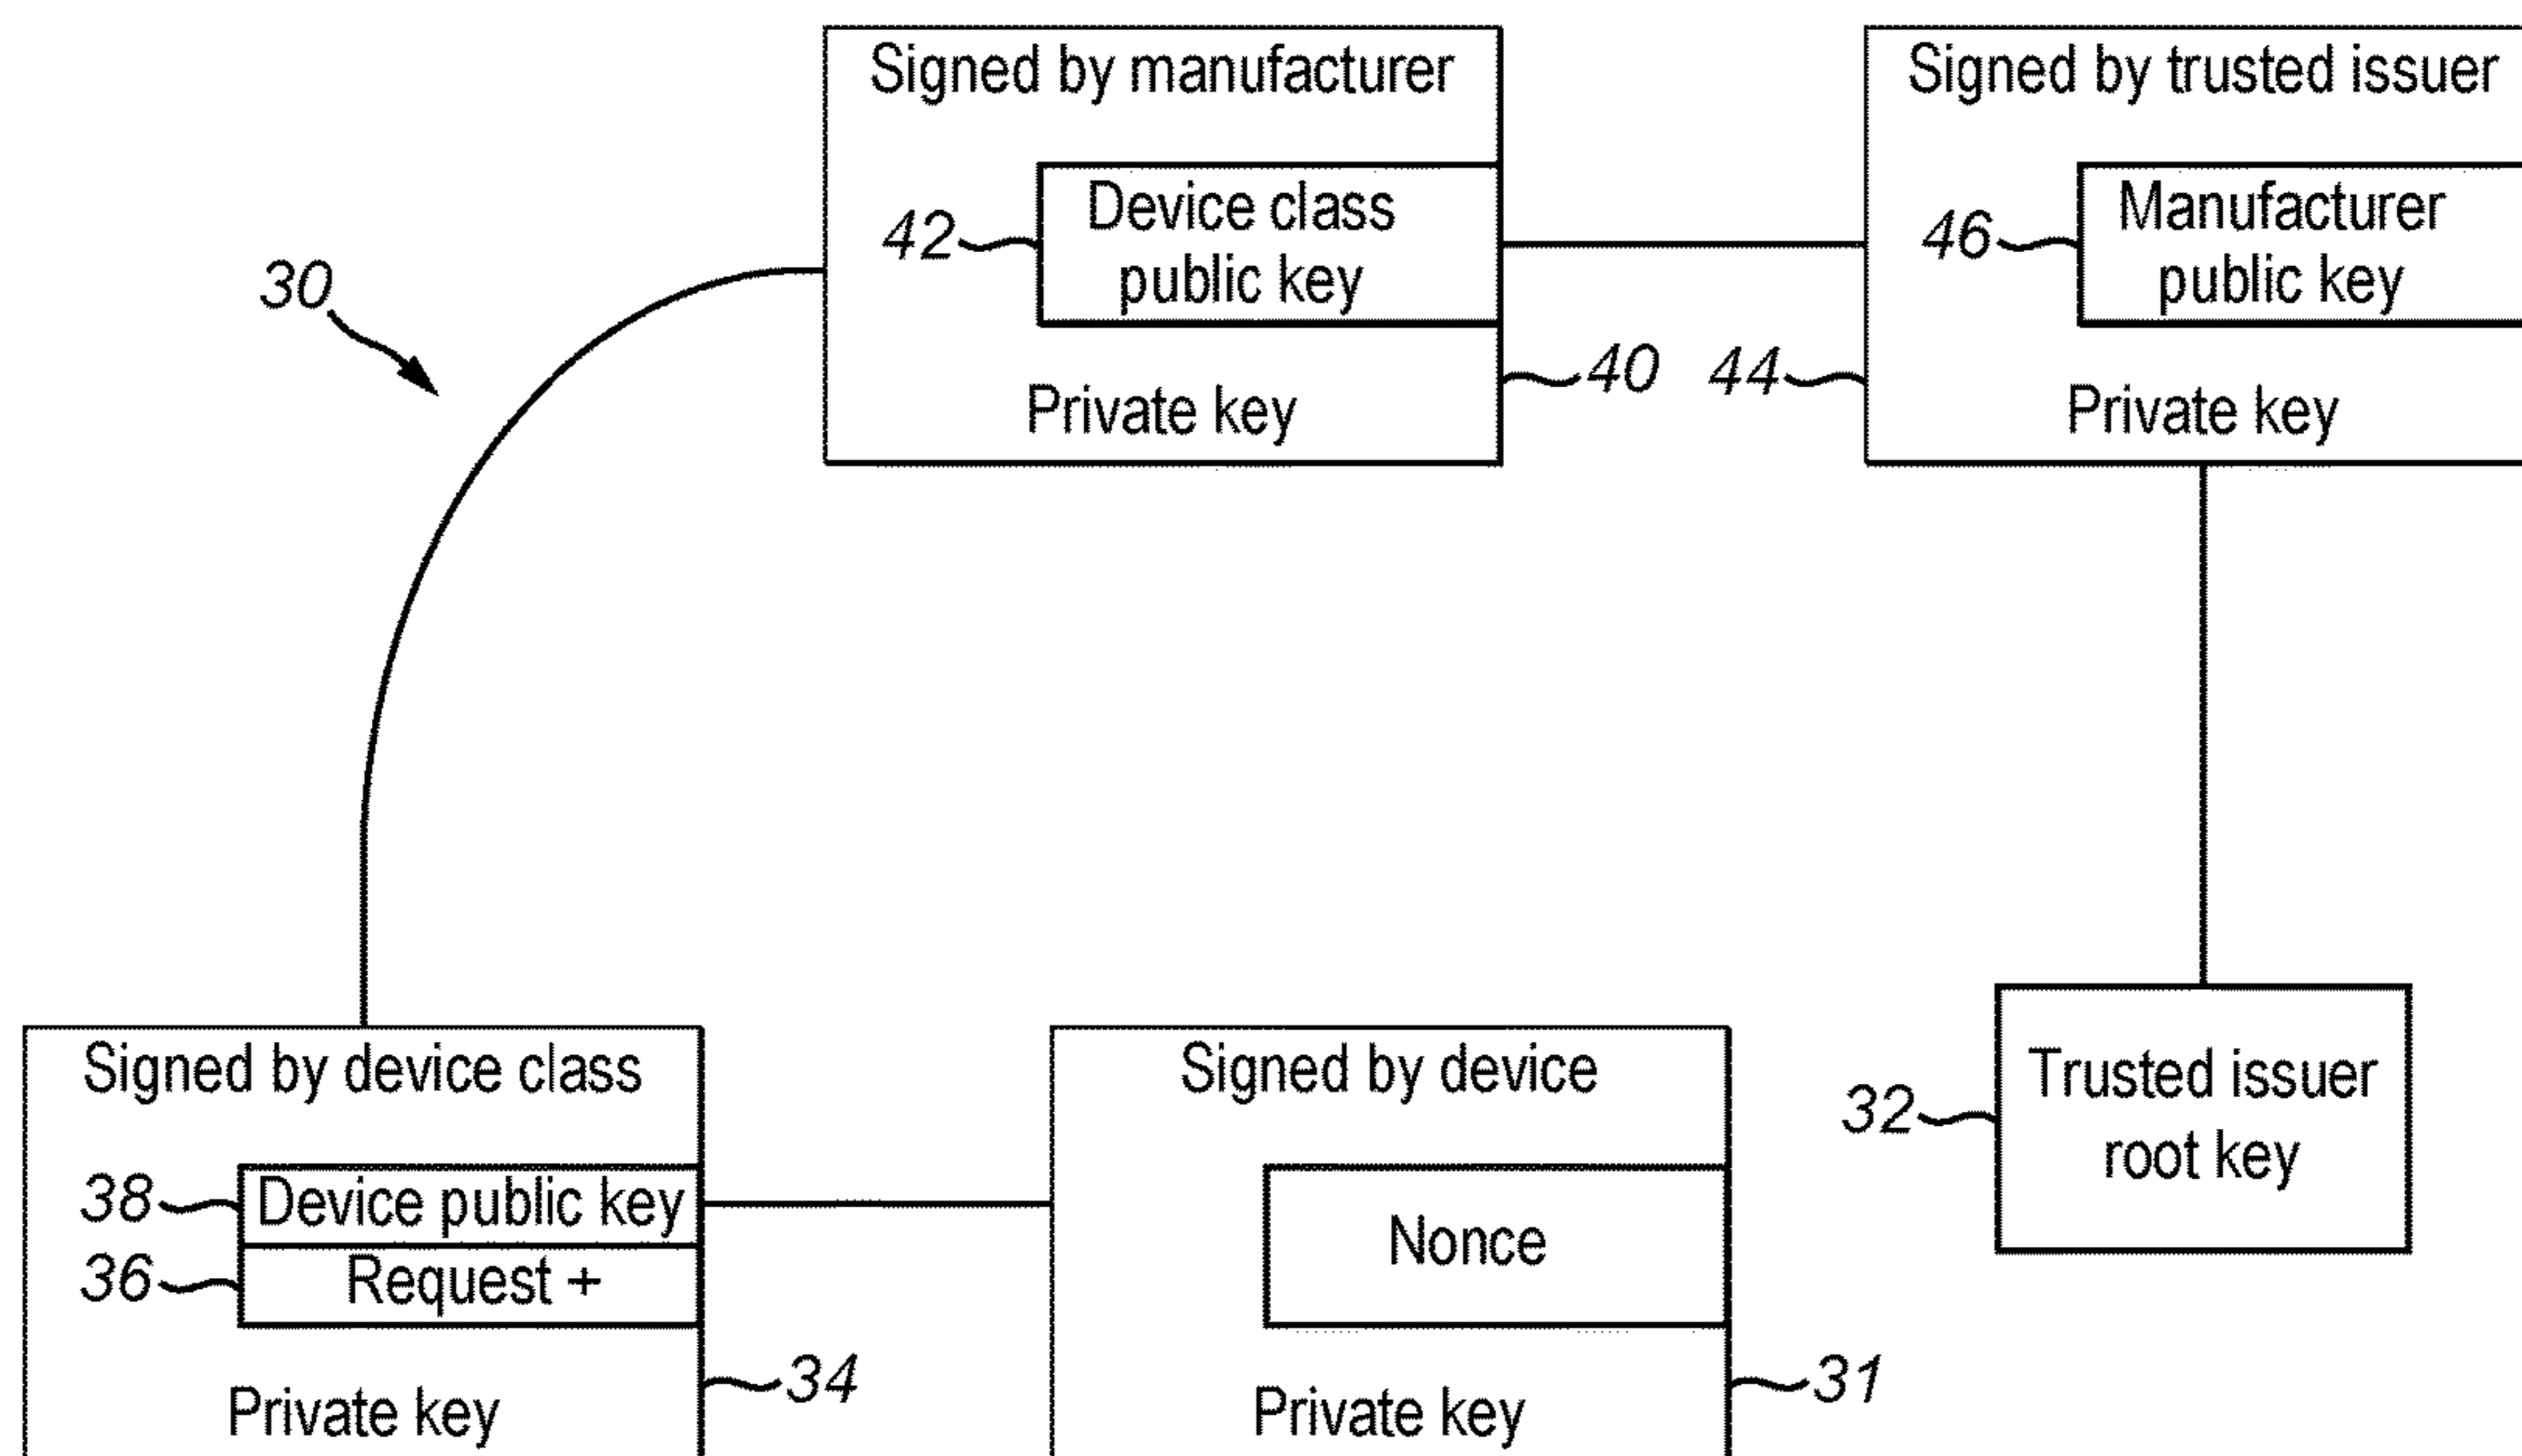 Signed by manufacturer
42
Device class
public key
40
Private key
Signed by trusted issuer
46
Manufacturer
public key
44
Private key
30
Signed by device class
38
Device public key
36
Request +
34
Private key
Signed by device
Nonce
31
Private key
32
Trusted issuer
root key